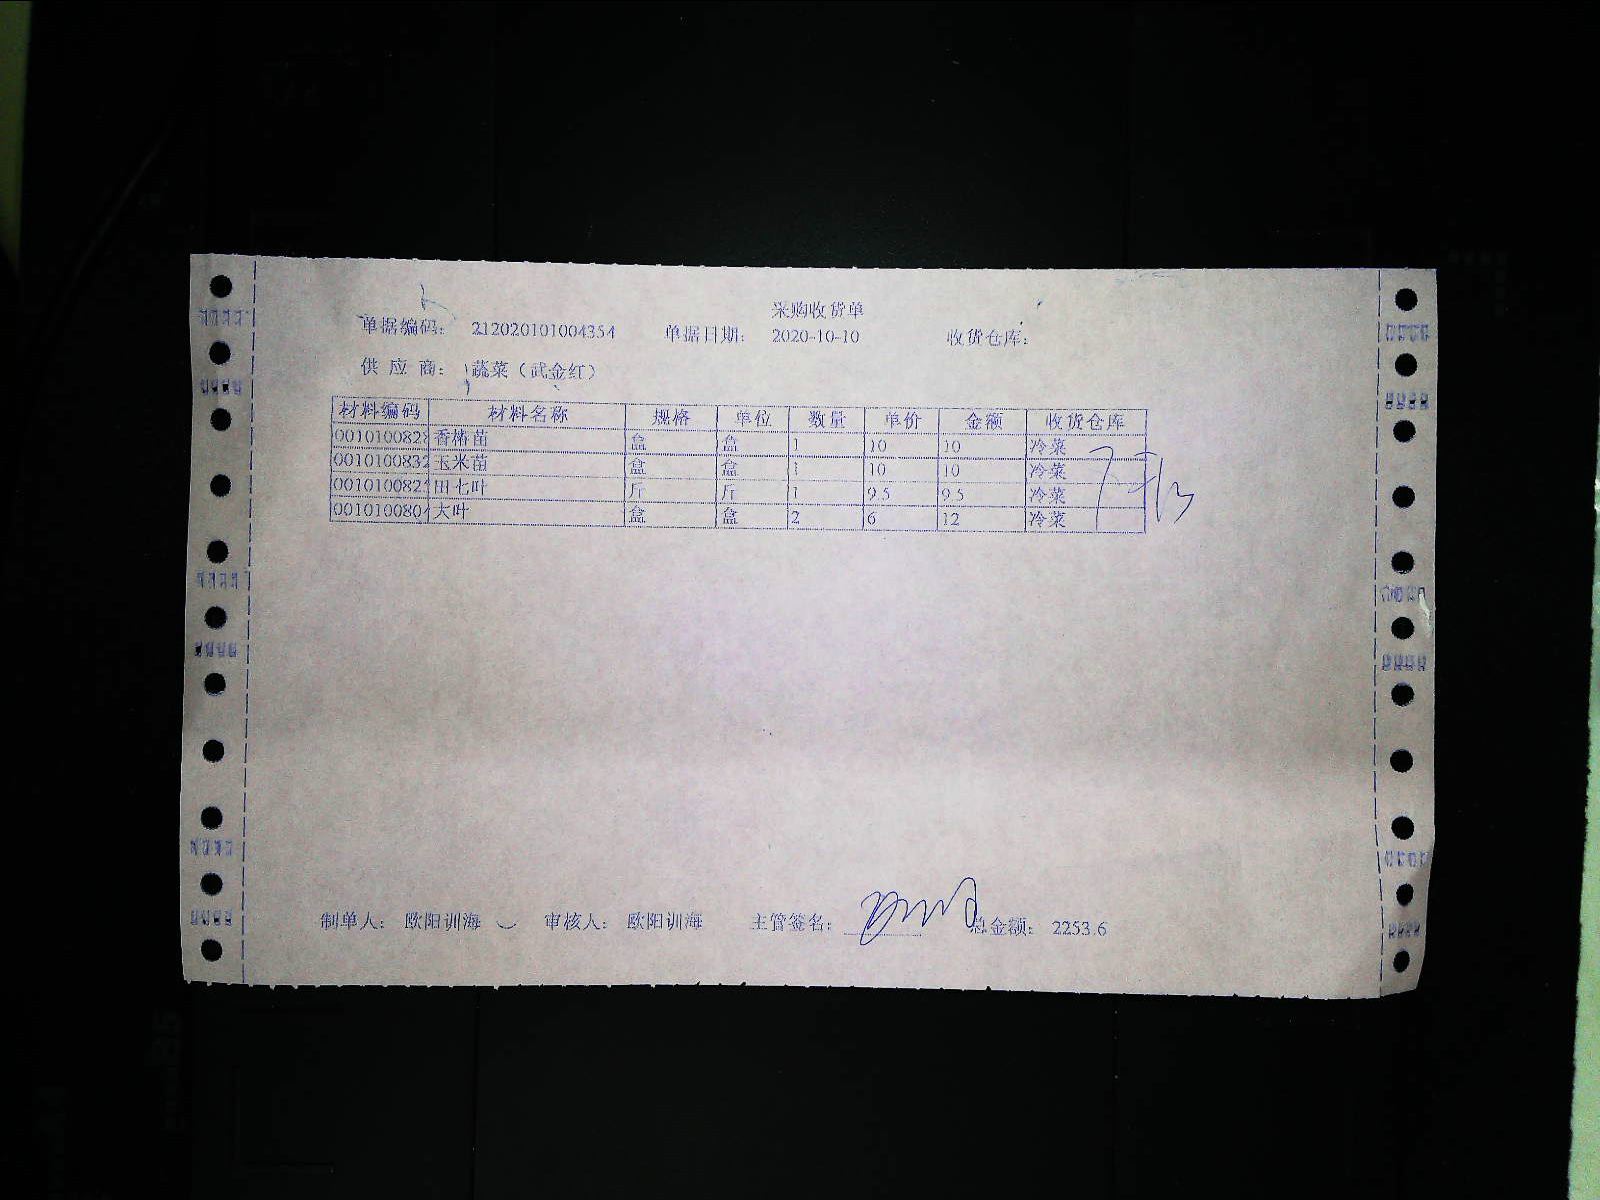 采购收货单
单据编码： 212020101004354 单据日期： 2020-10-10 收货仓库：
供 应 商： 蔬菜（武金红）
材料编码 材料名称 规格 单位 数量 单价 金额 收货仓库
001010082 香椿苗 盒 盒 1 10 10 冷菜
0010100832 玉米苗 盒 盒 1 10 10 冷菜
001010082 田七叶 斤 斤 1 9.5 9.5 冷菜
001010080 大叶 盒 盒 2 6 12 冷菜
制单人： 欧阳训海 审核人： 欧阳训海 主管签名： 总金额： 2253.6